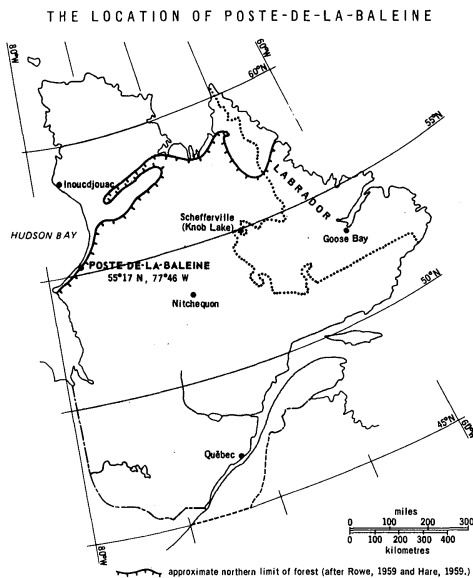 THE LOCATION OF POSTE-DE-LA-BALEINE
80°W
60°W
60°N
55°N
Inoucdjouac
LABRADOR
Schefferville
(Knob Lake)
Goose Bay
HUDSON BAY
POSTE-DE-LA-BALEINE
55°17 N, 77°46 W
50°N
Nitchequon
45°N
60°W
Québec
80°W
miles
0 100 200 300
0 100 200 300 400
kilometres
approximate northern limit of forest (after Rowe, 1959 and Hare, 1959.)